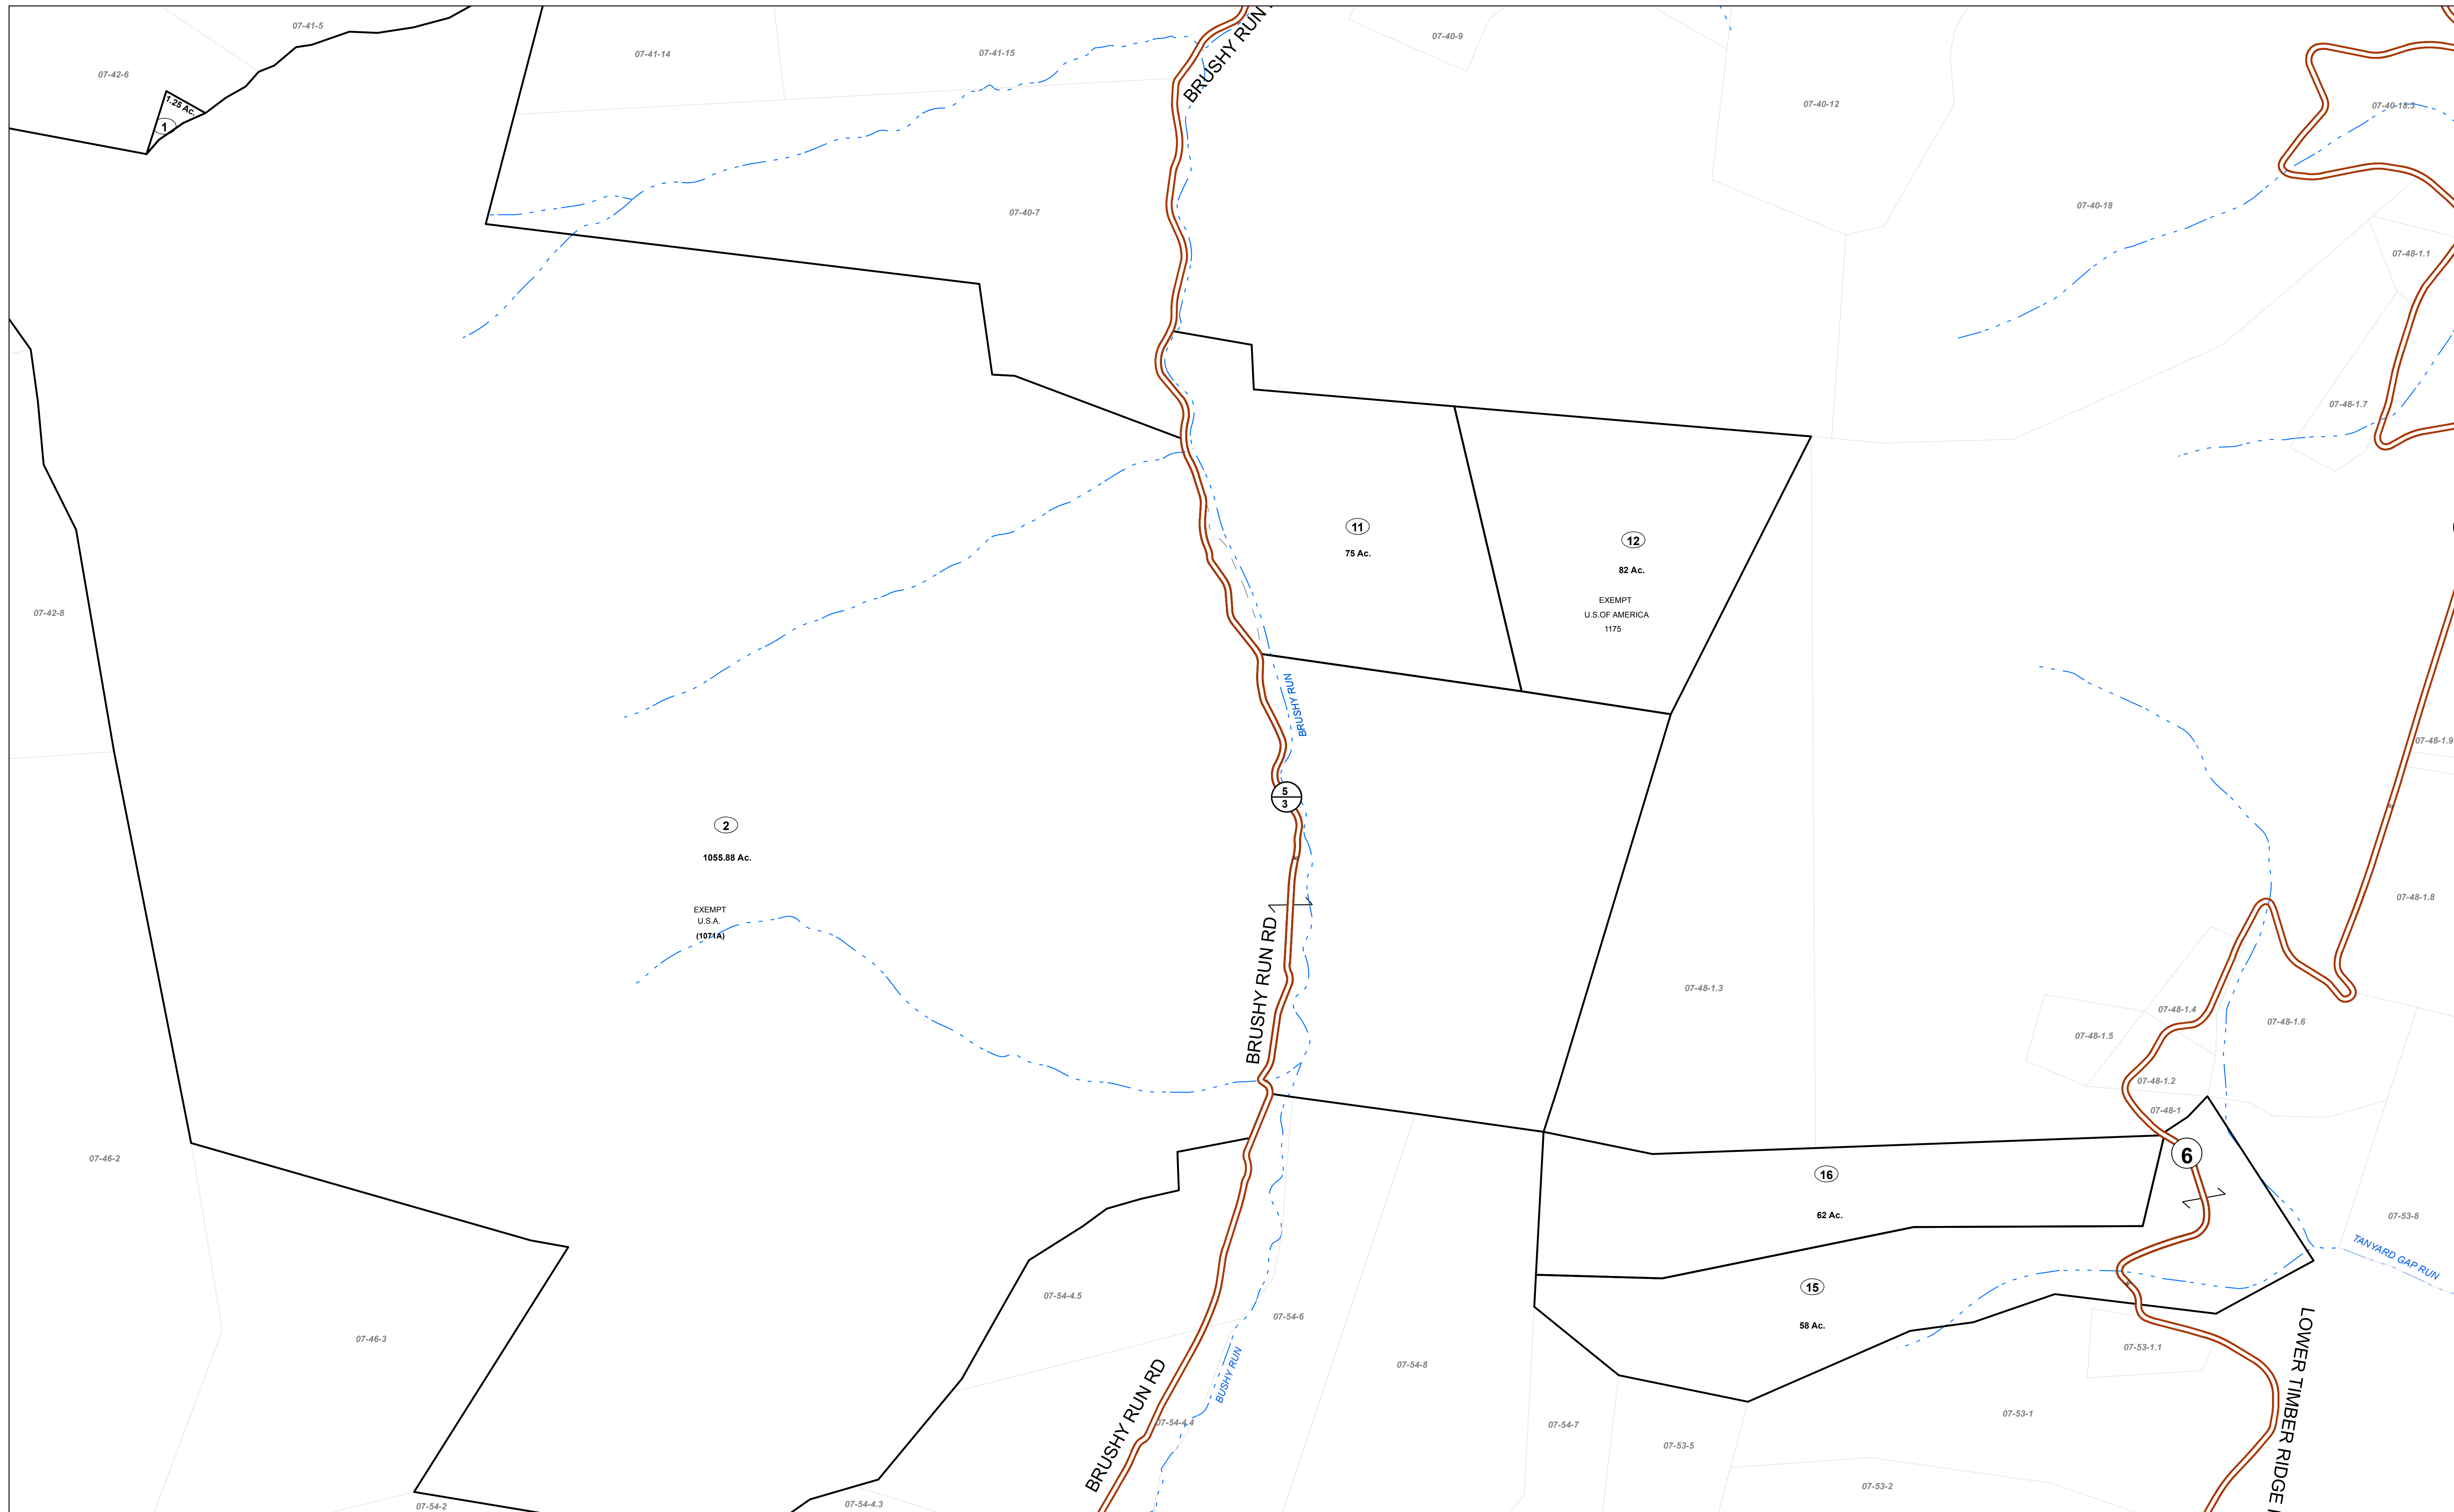 07-41-5
07-42-6
07-41-14
07-41-15
BRUSHY RUN
07-40-9
07-40-12
07-40-18.3
1.25 Ac.
1
07-40-7
07-40-18
07-48-1.1
07-48-1.7
11
75 Ac.
12
82 Ac.
EXEMPT
U.S.OF AMERICA
1175
07-42-8
BRUSHY RUN
07-48-1.9
5
3
2
1055.88 Ac.
EXEMPT
U.S.A.
(1071A)
BRUSHY RUN RD
07-48-1.8
07-48-1.3
07-48-1.4
07-48-1.5
07-48-1.6
07-48-1.2
07-48-1
07-46-2
6
16
62 Ac.
07-53-8
TANYARD GAP RUN
15
58 Ac.
07-54-4.5
07-54-6
07-46-3
07-54-8
07-53-1.1
LOWER TIMBER RIDGE
BUSHY RUN
BRUSHY RUN RD
07-54-4.4
07-54-7
07-53-5
07-53-1
07-53-2
07-54-2
07-54-4.3